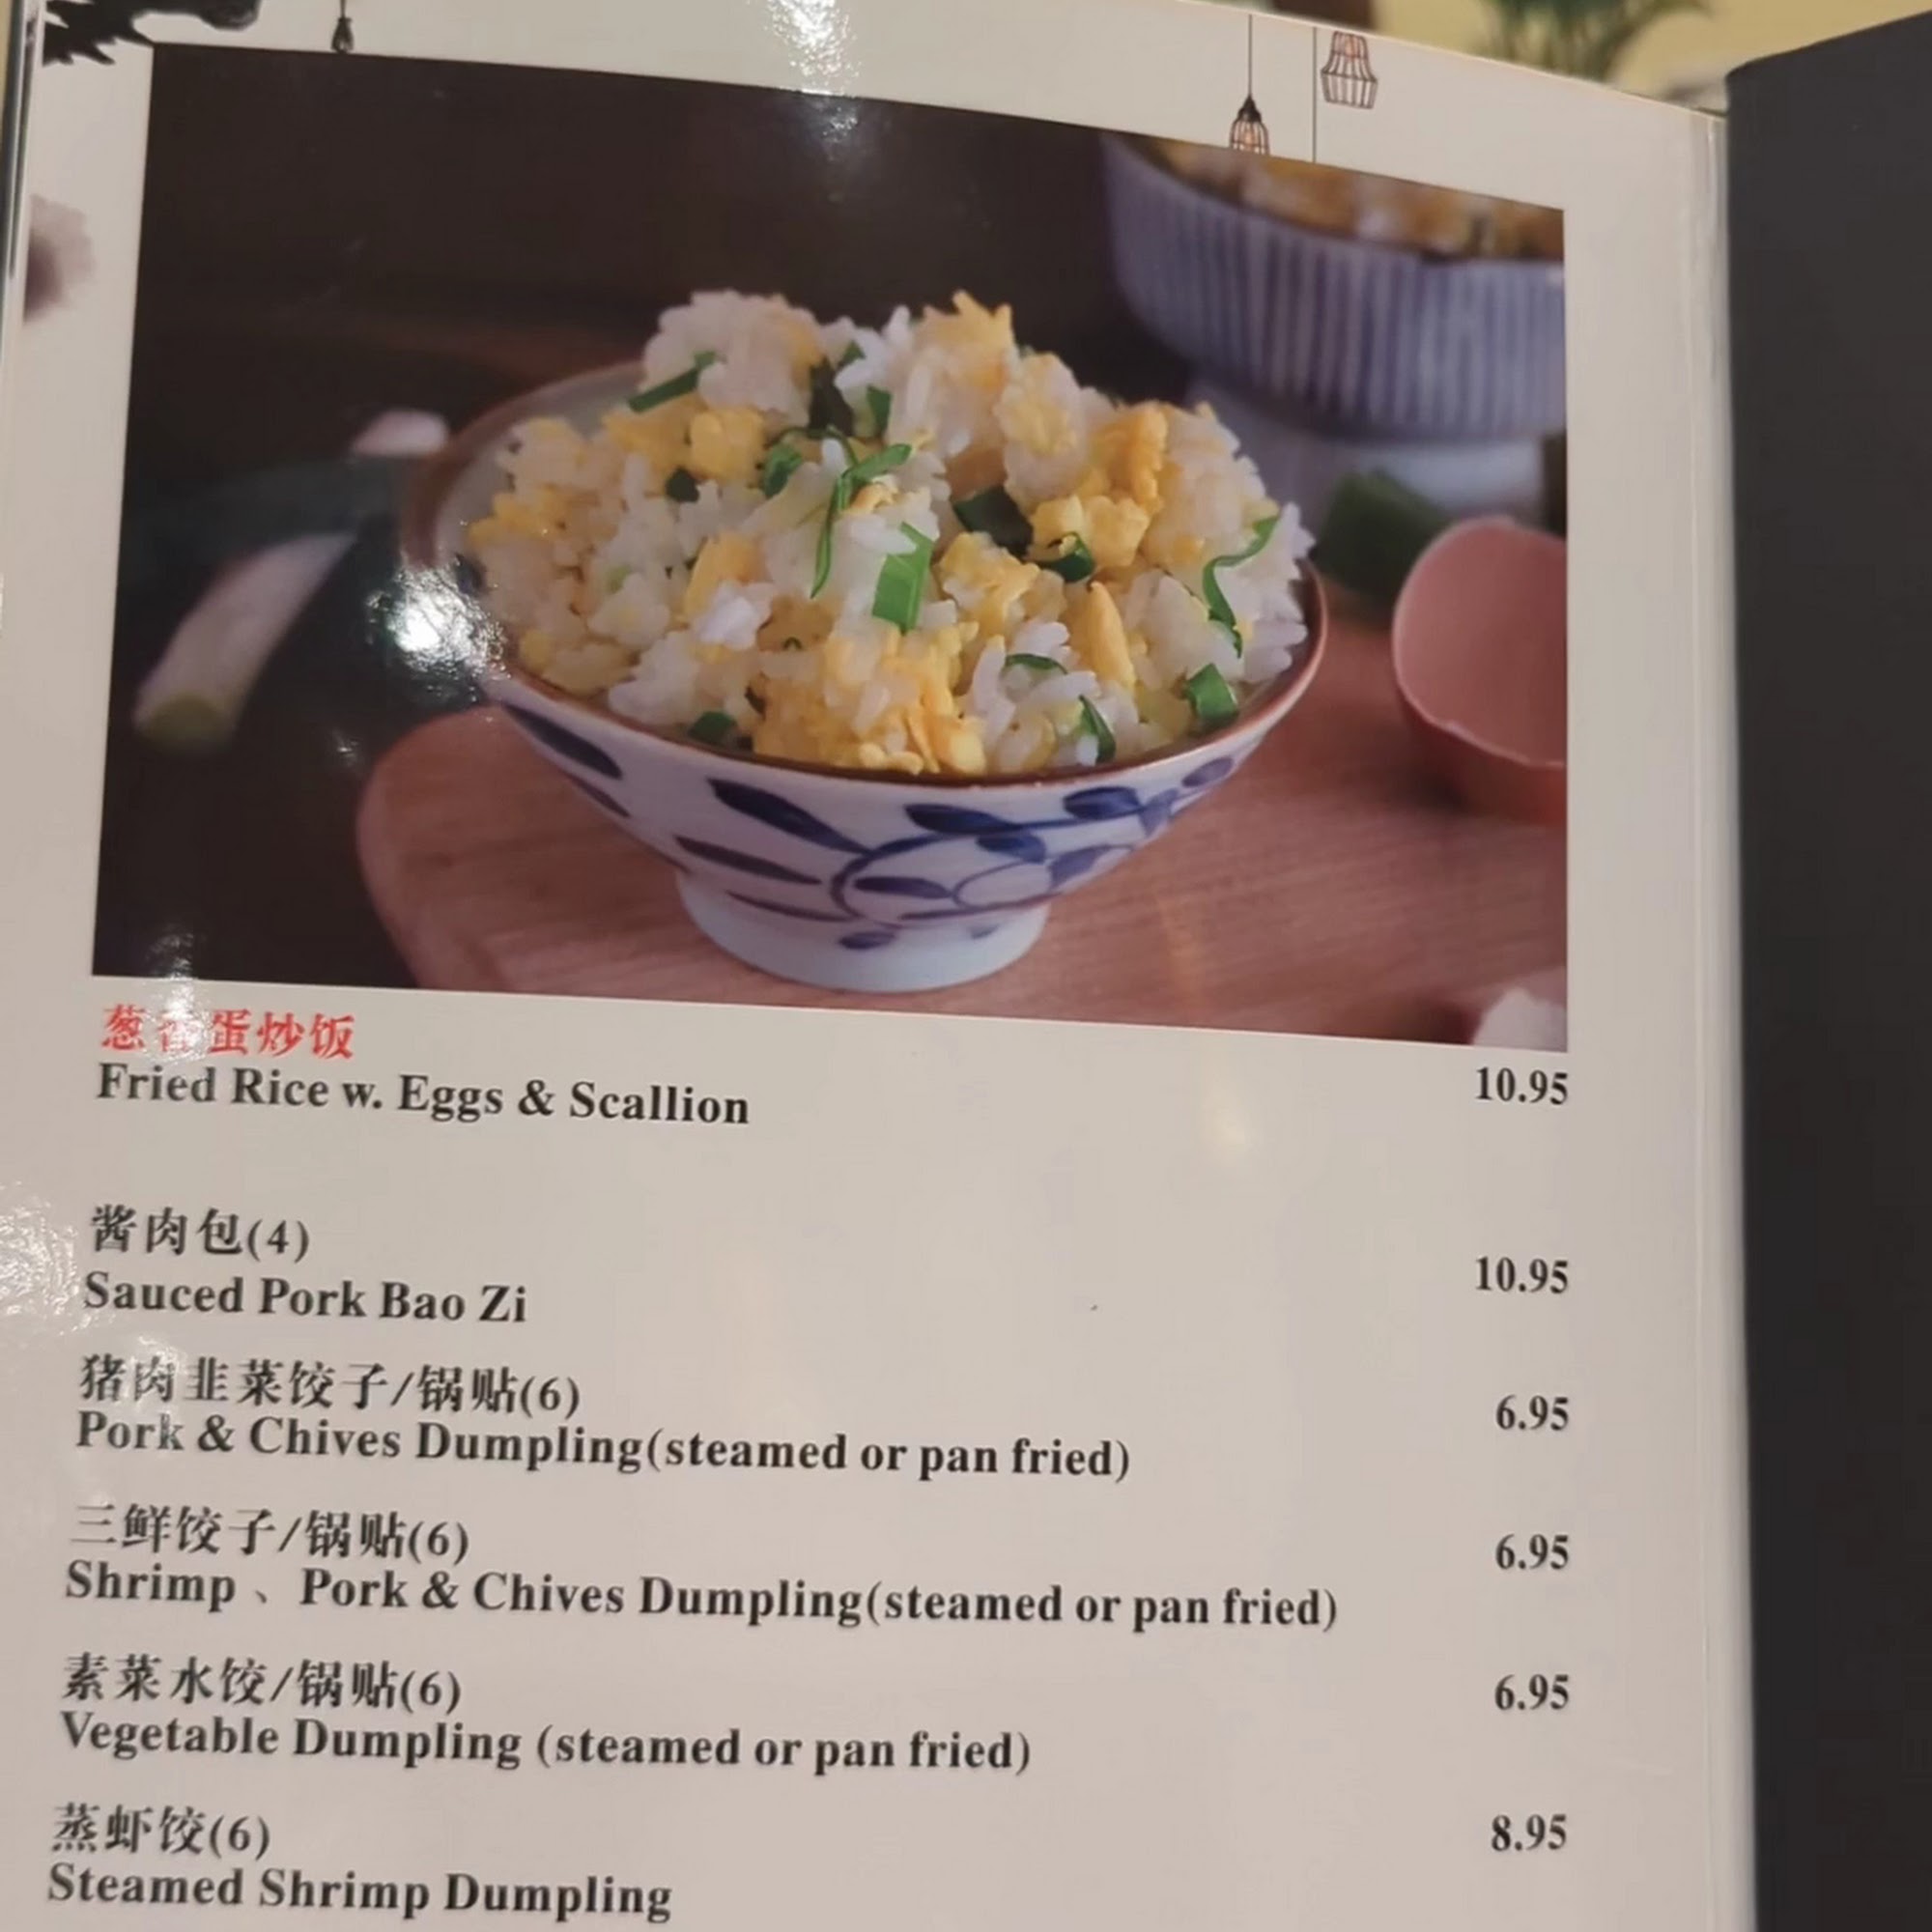 葱香蛋炒饭
Fried Rice w. Eggs & Scallion 10.95
酱肉包(4)
Sauced Pork Bao Zi 10.95
猪肉韭菜饺子/锅贴(6)
Pork & Chives Dumpling(steamed or pan fried) 6.95
三鲜饺子/锅贴(6)
Shrimp 、Pork & Chives Dumpling(steamed or pan fried) 6.95
素菜水饺/锅贴(6)
Vegetable Dumpling (steamed or pan fried) 6.95
蒸虾饺(6)
Steamed Shrimp Dumpling 8.95